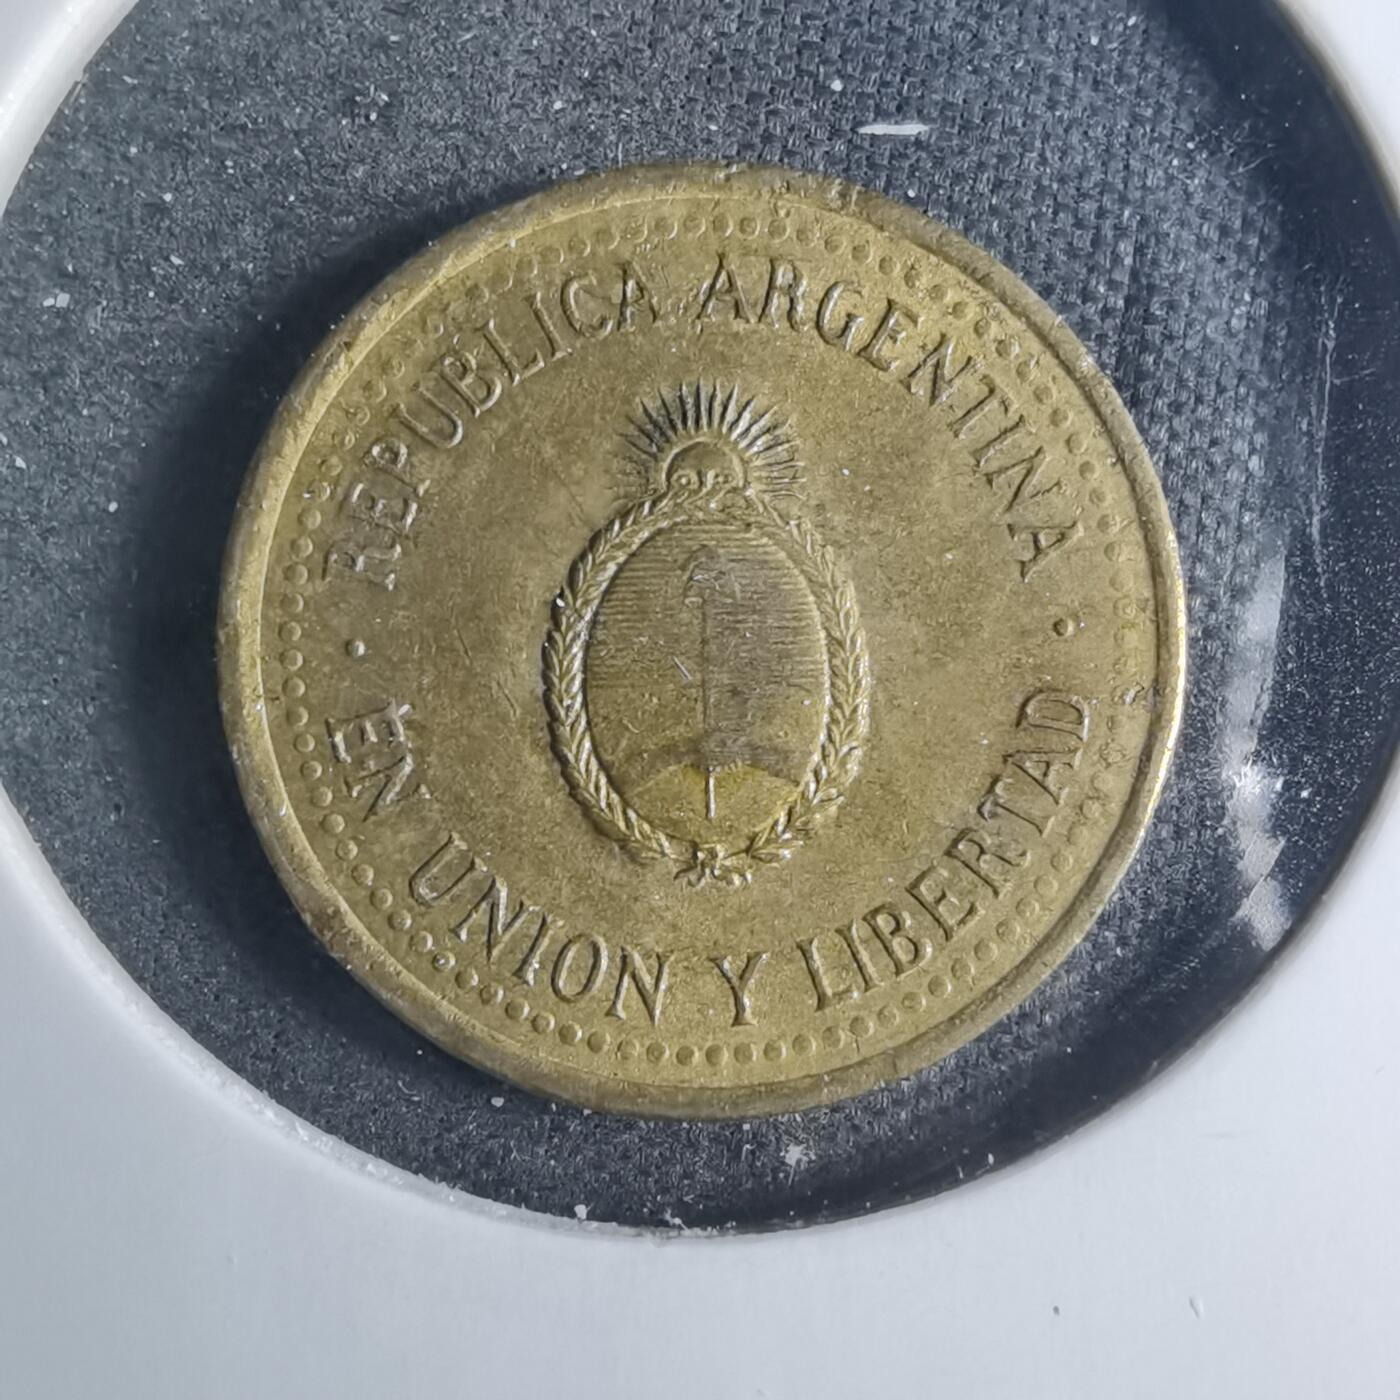 · REPUBLICA ARGENTINA ·
EN UNION Y LIBERTAD